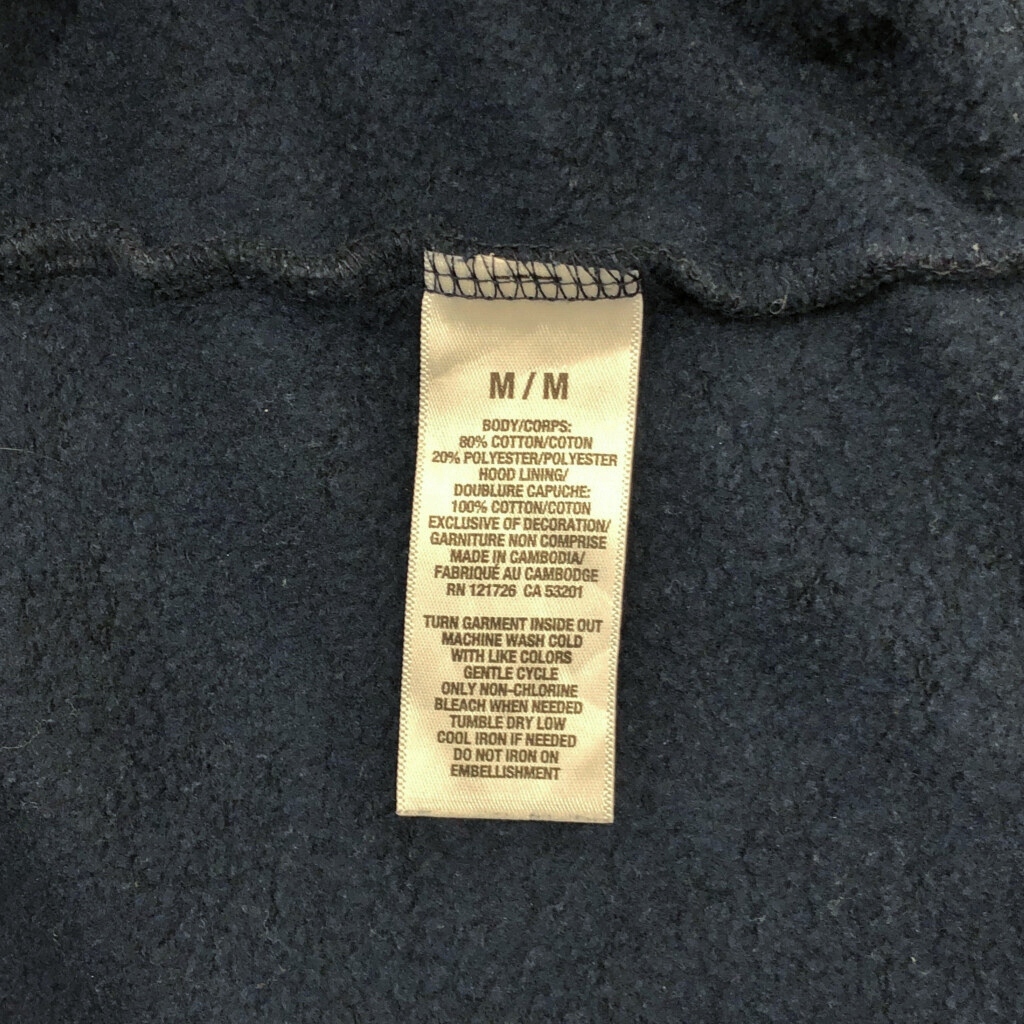 M / M
BODY/CORPS:
80% COTTON/COTON
20% POLYESTER/POLYESTER
HOOD LINING/
DOUBLURE CAPUCHE:
100% COTTON/COTON
EXCLUSIVE OF DECORATION/
GARNITURE NON COMPRISE
MADE IN CAMBODIA/
FABRIQUÉ AU CAMBODGE
RN 121726 CA 53201
TURN GARMENT INSIDE OUT
MACHINE WASH COLD
WITH LIKE COLORS
GENTLE CYCLE
ONLY NON-CHLORINE
BLEACH WHEN NEEDED
TUMBLE DRY LOW
COOL IRON IF NEEDED
DO NOT IRON ON
EMBELLISHMENT